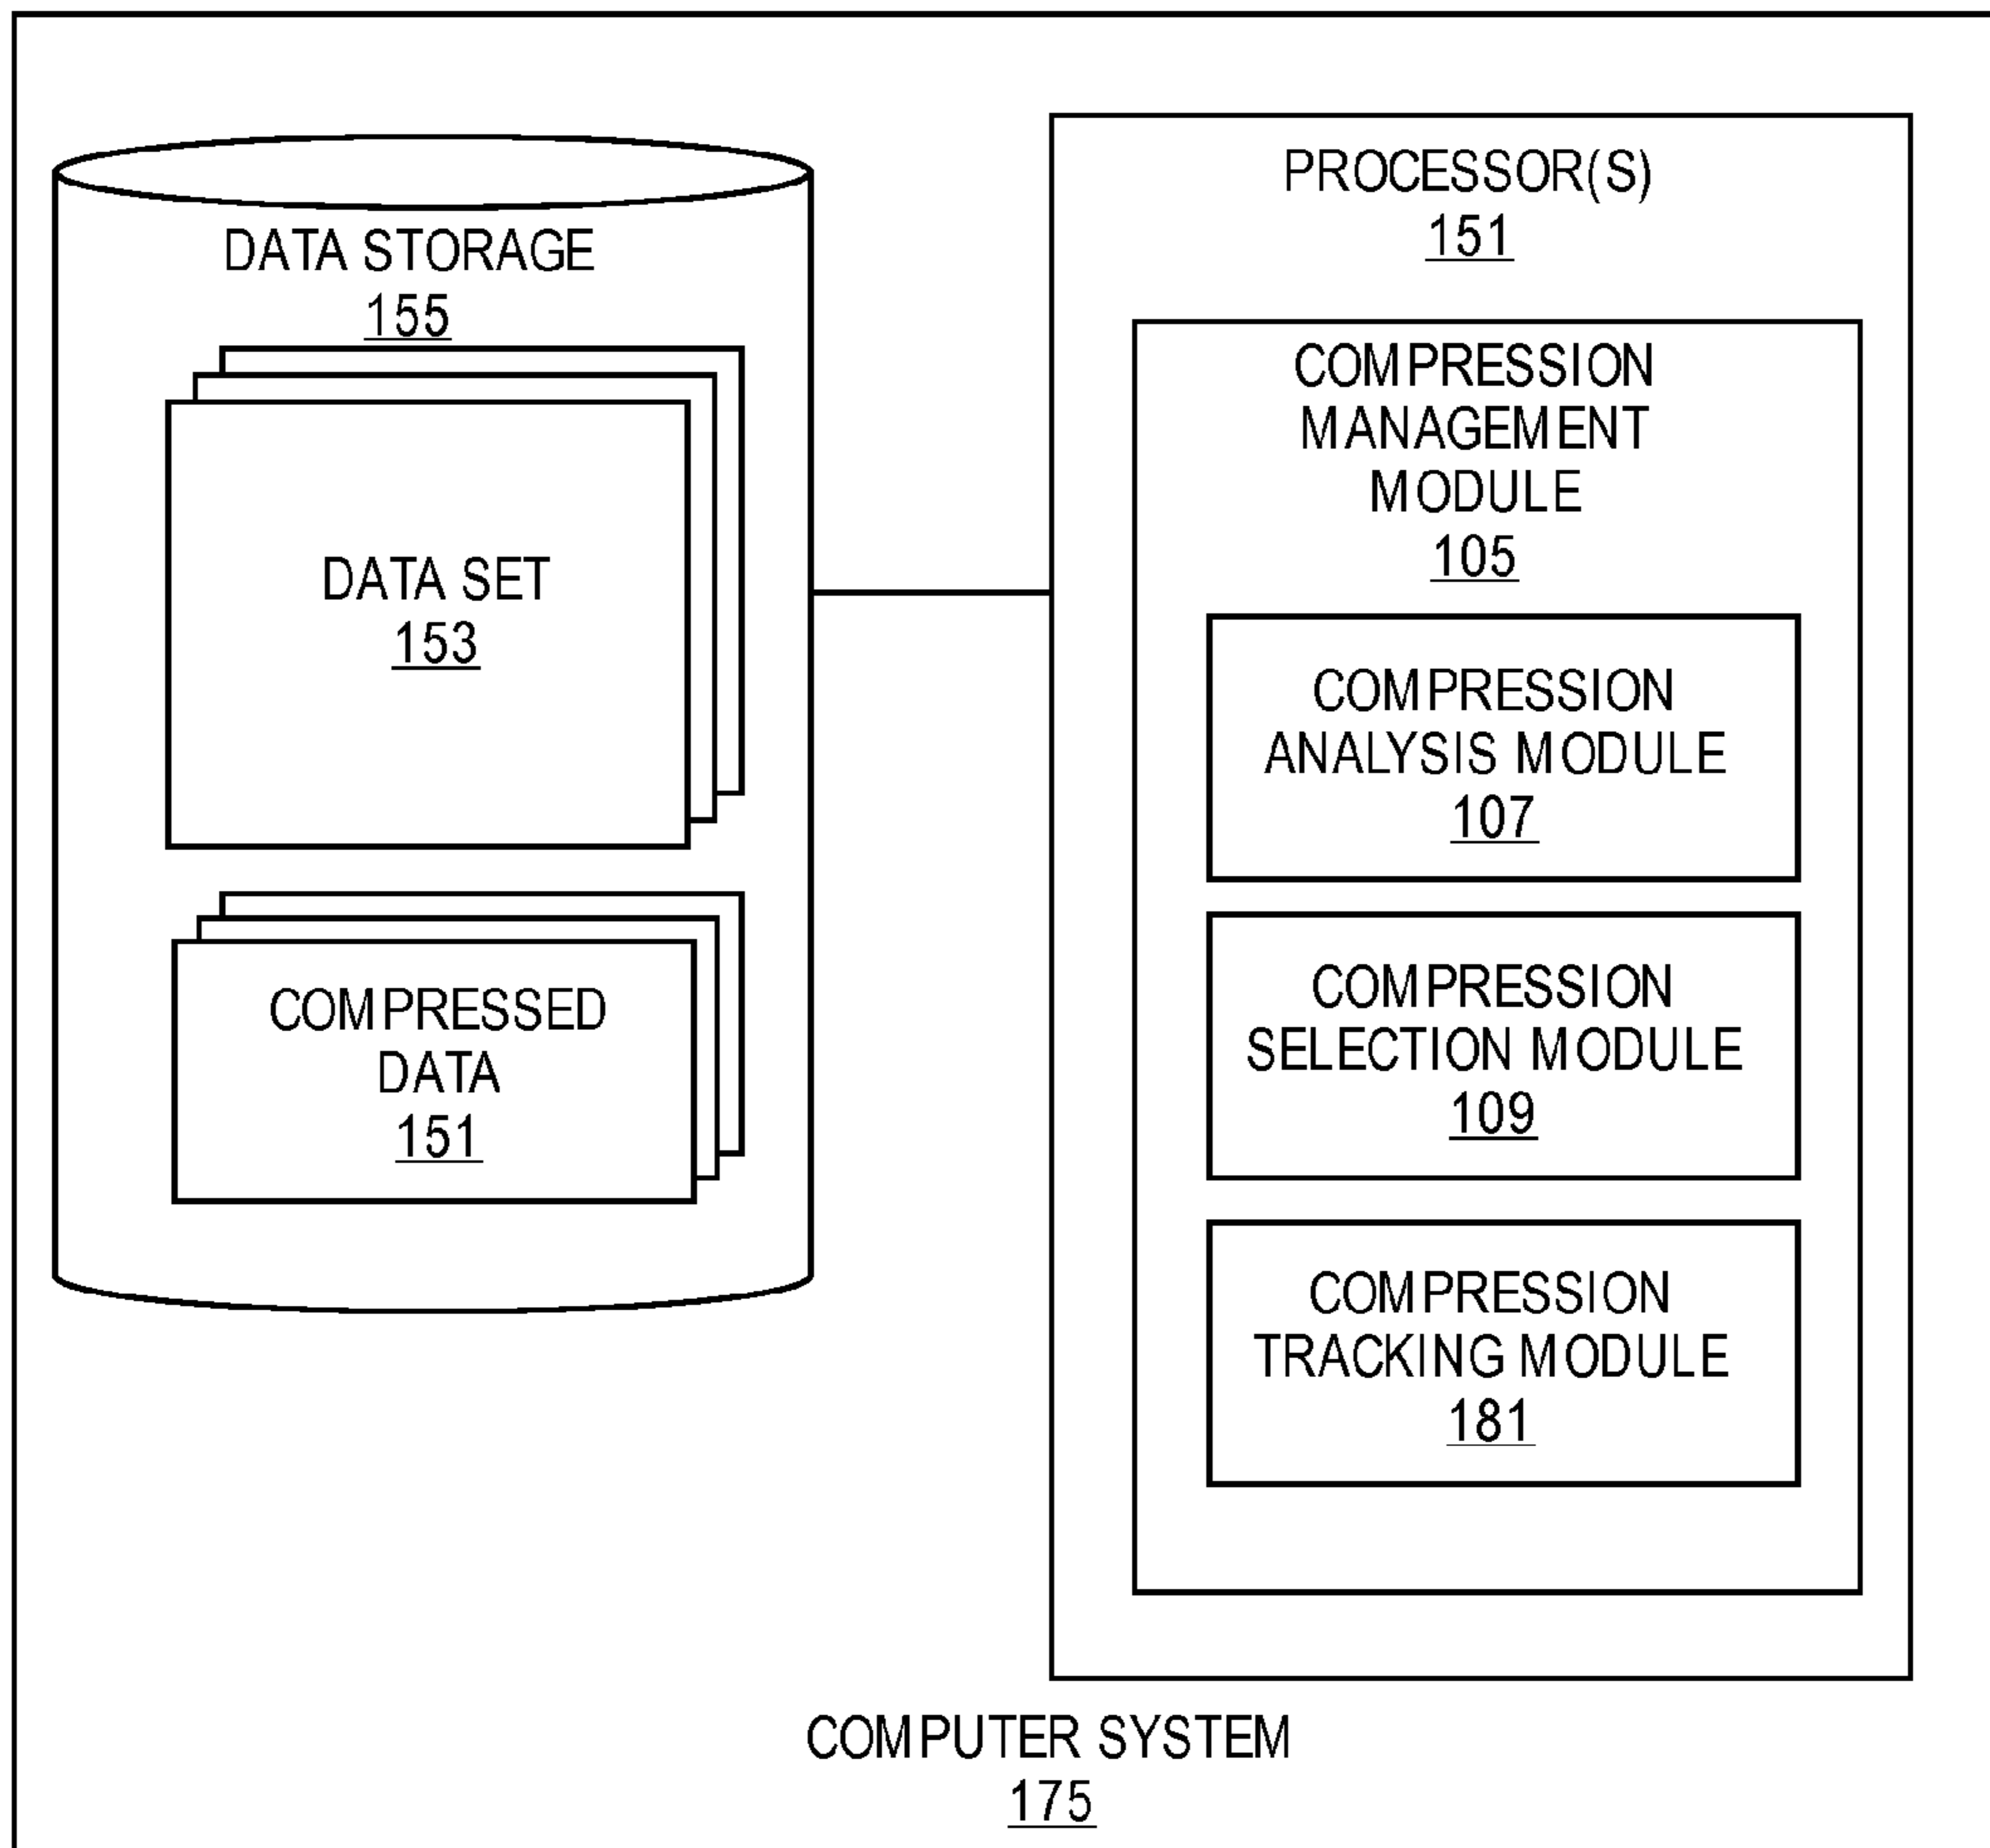 DATA STORAGE
155
DATA SET
153
COMPRESSED
DATA
151
PROCESSOR(S)
151
COMPRESSION
MANAGEMENT
MODULE
105
COMPRESSION
ANALYSIS MODULE
107
COMPRESSION
SELECTION MODULE
109
COMPRESSION
TRACKING MODULE
181
COMPUTER SYSTEM
175